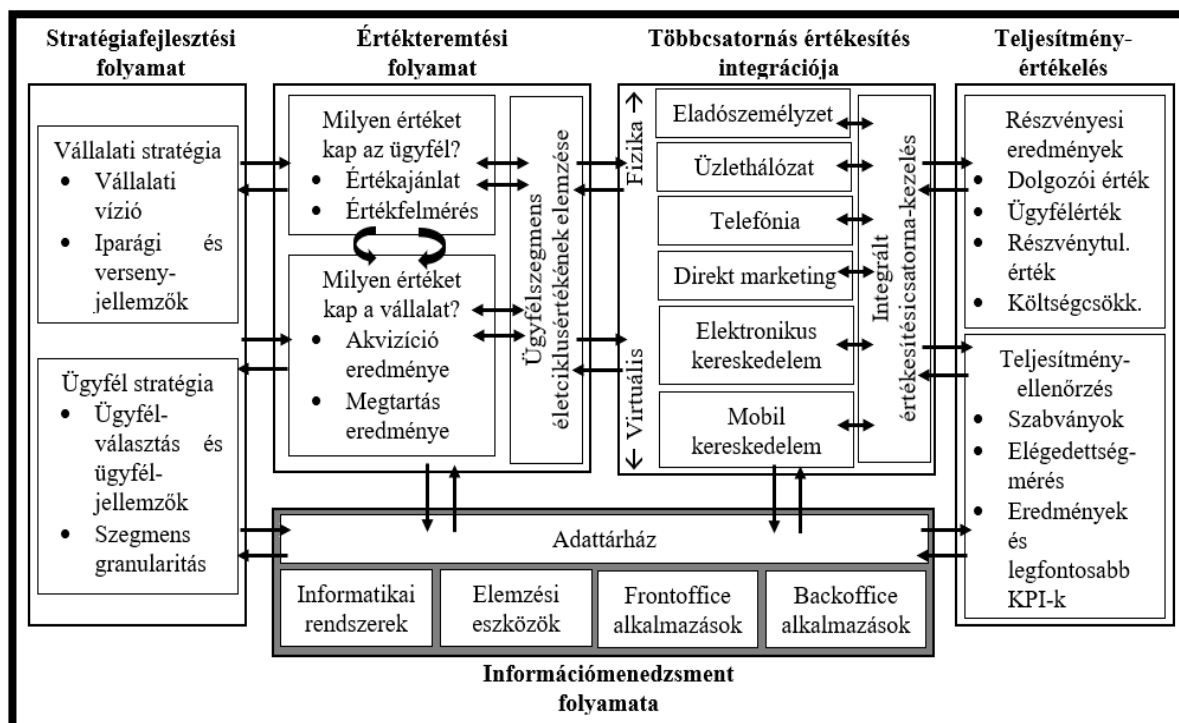 Stratégiafejlesztési
folyamat
Vállalati stratégia
• Vállalati
vízió
• Iparági és
verseny-
jellemzők
Ügyfél stratégia
• Ügyfél-
választás és
ügyfél-
jellemzők
• Szegmens
granularitás
Értékteremtési
folyamat
Milyen értéket
kap az ügyfél?
• Értékajánlat
• Értékfelmérés
Milyen értéket
kap a vállalat?
• Akvizíció
eredménye
• Megtartás
eredménye
Ügyfélszegmens
életciklusértékének elemzése
Többcsatornás értékesítés
integrációja
← Virtuális
Fizika →
Eladószemélyzet
Üzlethálózat
Telefónia
Direkt marketing
Elektronikus
kereskedelem
Mobil
kereskedelem
Integrált
értékesítésicsatorna-kezelés
Teljesítmény-
értékelés
Részvényesi
eredmények
• Dolgozói érték
• Ügyfélérték
• Részvénytul.
érték
• Költségcsökk.
Teljesítmény-
ellenőrzés
• Szabványok
• Elégedettség-
mérés
• Eredmények
és
legfontosabb
KPI-k
Adattárház
Informatikai
rendszerek
Elemzési
eszközök
Frontoffice
alkalmazások
Backoffice
alkalmazások
Információmenedzsment
folyamata